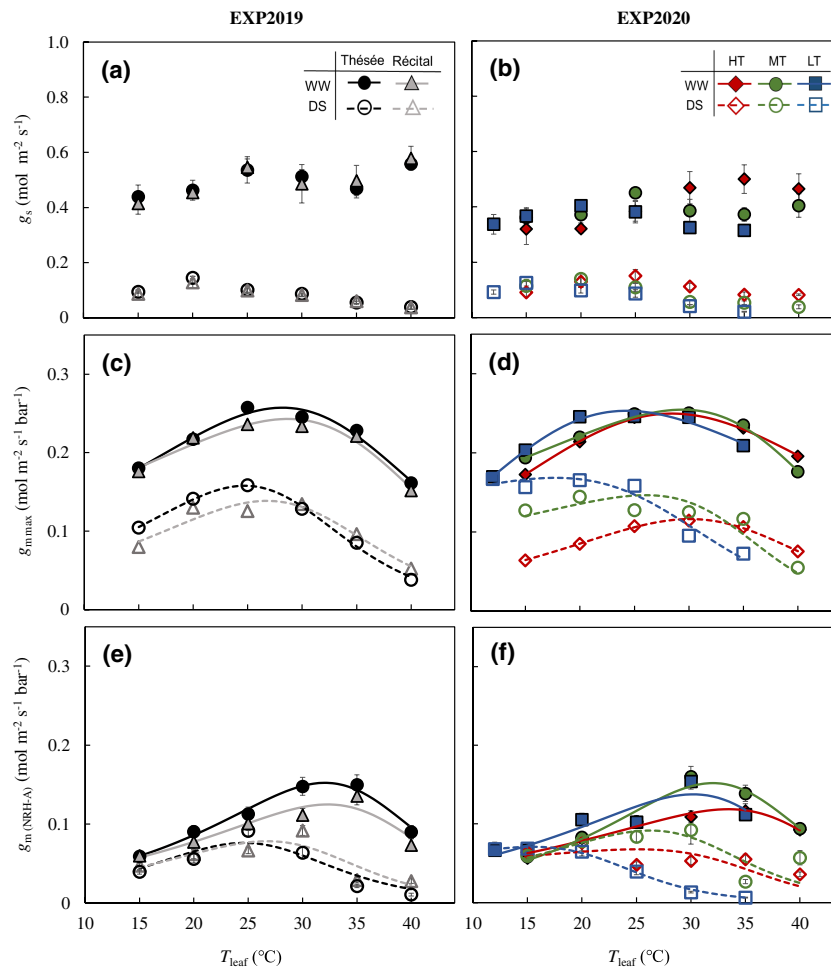 EXP2019 EXP2020
(a) Thésée Récital
WW
DS
(b) HT MT LT
WW
DS
gs (mol m-2 s-1)
1.0
0.8
0.6
0.4
0.2
0
(c) (d)
gmmax (mol m-2 s-1 bar-1)
0.3
0.2
0.1
0
(e) (f)
gm (NRH-A) (mol m-2 s-1 bar-1)
0.3
0.2
0.1
0
10 15 20 25 30 35 40 10 15 20 25 30 35 40
Tleaf (°C) Tleaf (°C)